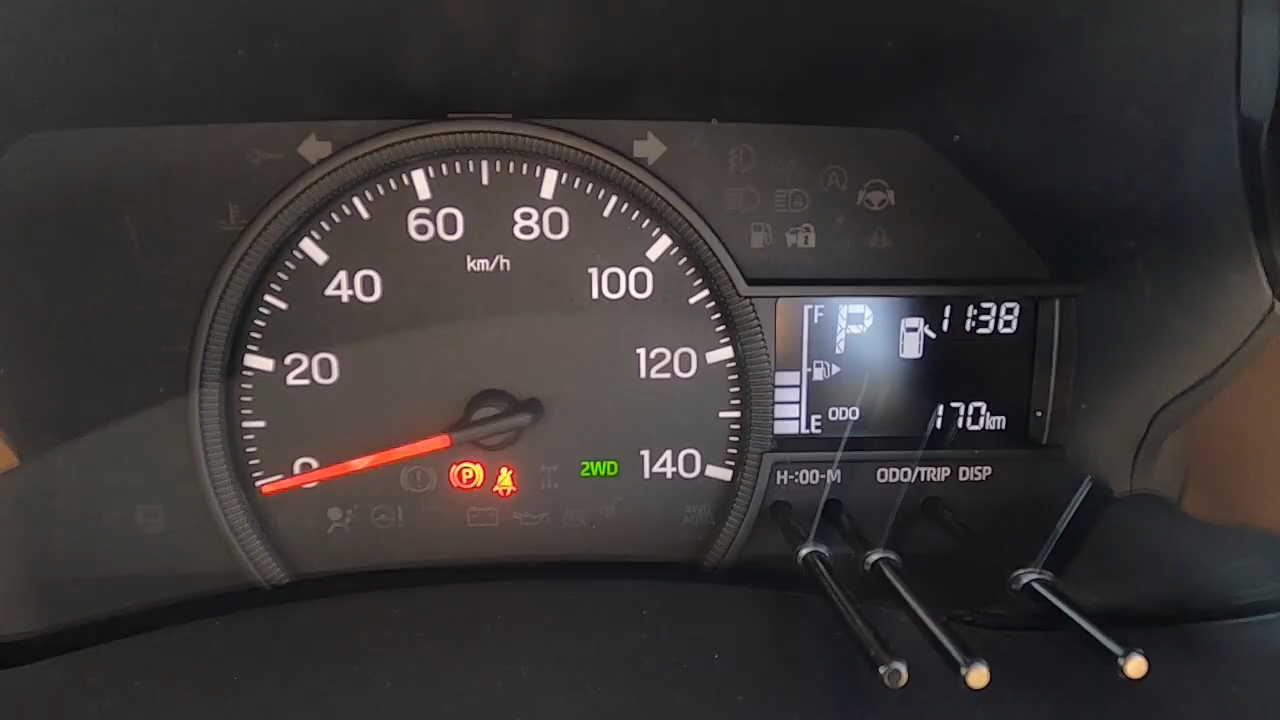 60
80
km/h
40
100
20
120
0
140
2WD
P
F
P
11:38
E
ODO
170km
A
A
H-:00-M
ODO/TRIP DISP